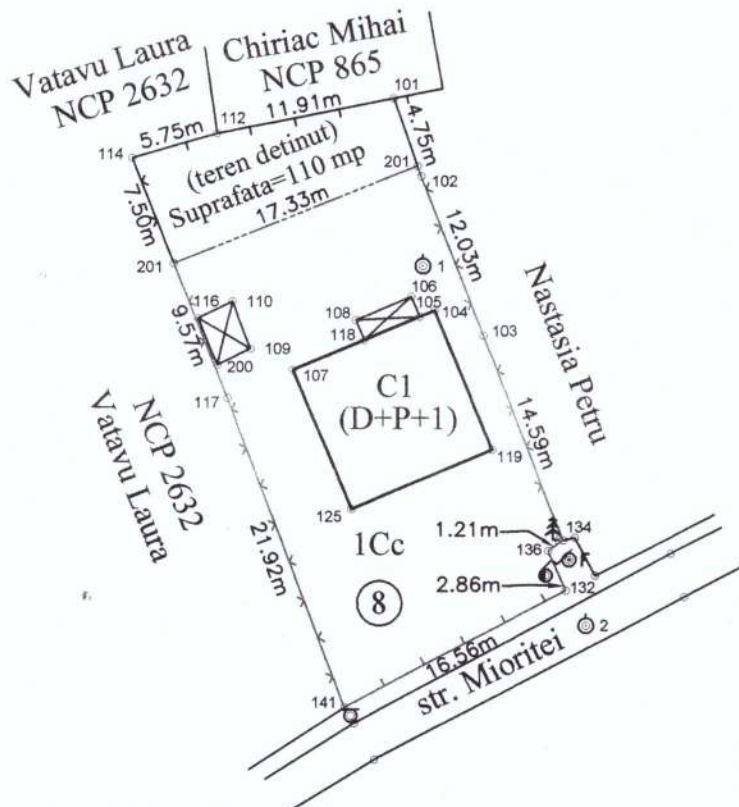 Vatavu Laura
NCP 2632
Chiriac Mihai
NCP 865
101
11.91m
112
5.75m
114
4.75m
(teren detinut)
Suprafata=110 mp
17.33m
7.50m
201
102
201
12.03m
1
116
110
106
105
104
108
118
103
9.57m
109
200
107
117
C1
(D+P+1)
Nastasia Petru
14.59m
119
NCP 2632
Vatavu Laura
125
1Cc
8
1.21m
134
136
2.86m
132
21.92m
2
16.56m
str. Mioritei
141